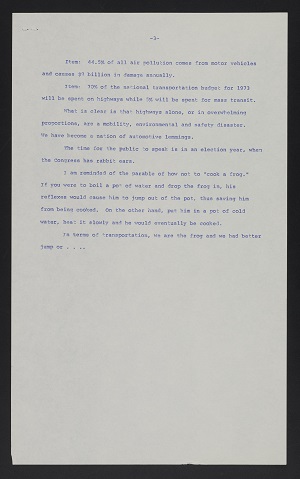 -3-
Item: 64.5% of all air pollution comes from motor vehicles
and causes billion in damage annually.
Item: 70% of the national transportation budget for 1973
will be spent on highways while 5% will be spent for mass transit.
What is clear is that highways alone, or in overwhelming
proportions, are a mobility, environmental and safety disaster.
We have become a nation of automotive lemmings.
The time for the public to speak is in an election year, when
the Congress has rabbit ears.
I am reminded of the parable of how not to "cook a frog."
If you were to boil a pot of water and drop the frog in, his
reflexes would cause him to jump out of the pot, thus saving him
from being cooked. On the other hand, put him in a pot of cold
water, heat it slowly and he would eventually be cooked.
In terms of transportation, we are the frog and we had better
jump or . . ..